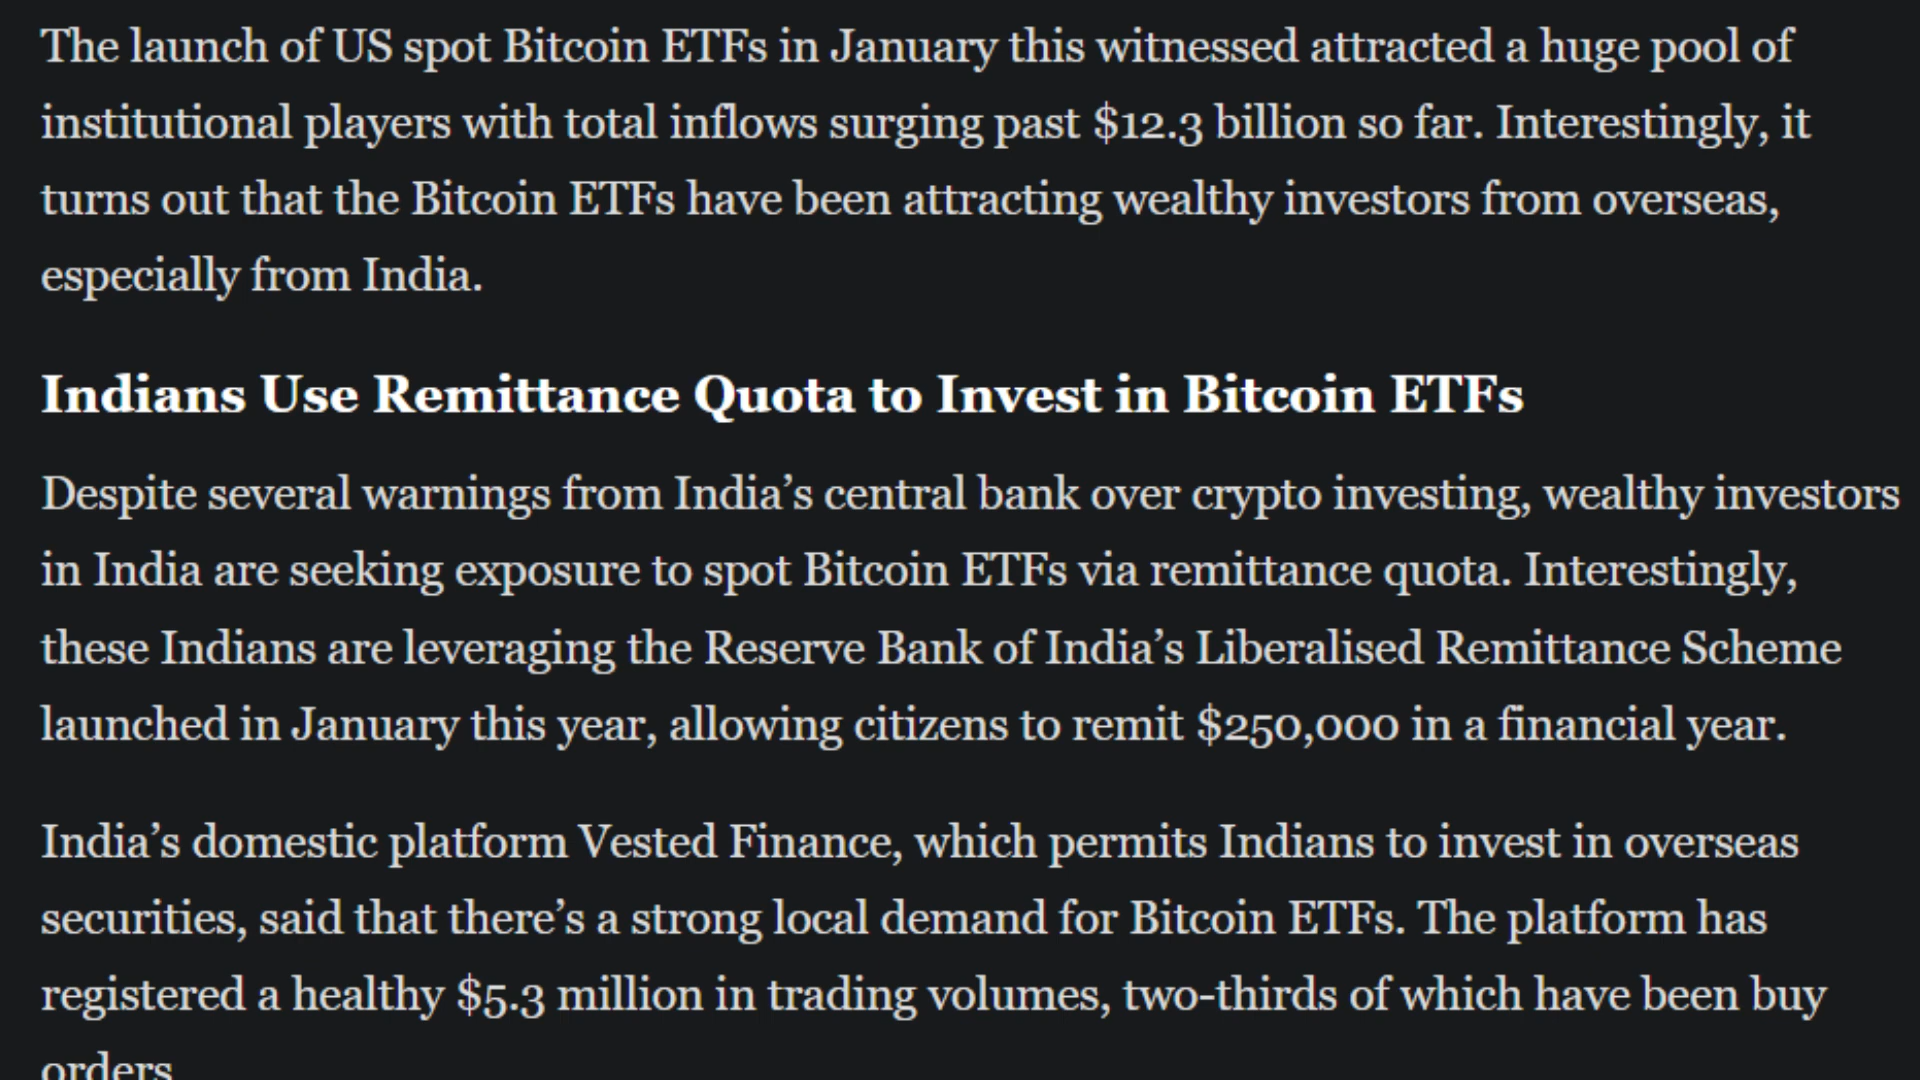 The launch of US spot Bitcoin ETFs in January this witnessed attracted a huge pool of
institutional players with total inflows surging past $12.3 billion so far. Interestingly, it
turns out that the Bitcoin ETFs have been attracting wealthy investors from overseas,
especially from India.
Indians Use Remittance Quota to Invest in Bitcoin ETFs
Despite several warnings from India’s central bank over crypto investing, wealthy investors
in India are seeking exposure to spot Bitcoin ETFs via remittance quota. Interestingly,
these Indians are leveraging the Reserve Bank of India’s Liberalised Remittance Scheme
launched in January this year, allowing citizens to remit $250,000 in a financial year.
India’s domestic platform Vested Finance, which permits Indians to invest in overseas
securities, said that there’s a strong local demand for Bitcoin ETFs. The platform has
registered a healthy $5.3 million in trading volumes, two-thirds of which have been buy
orders